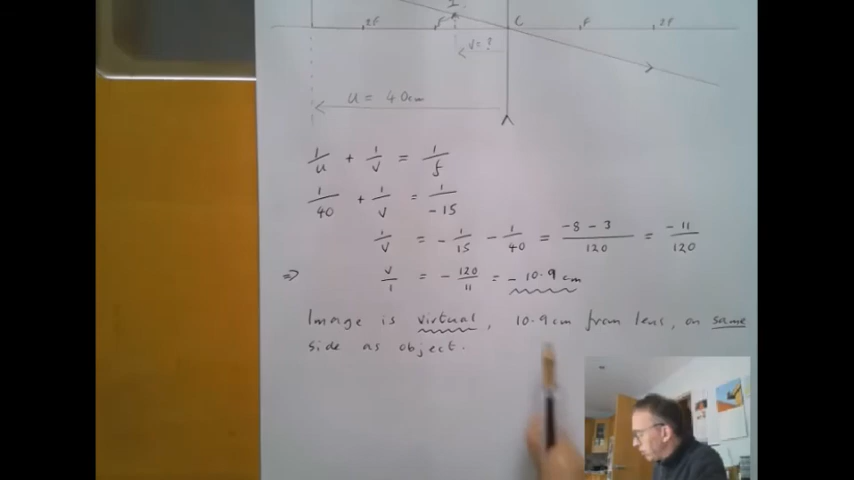 2F F I C F 2F
v = ?
u = 40cm
1/u + 1/v = 1/f
1/40 + 1/v = 1/-15
1/v = - 1/15 - 1/40 = -8 - 3/120 = -11/120
=> v/1 = - 120/11 = - 10.9 cm
Image is virtual, 10.9cm from lens, on same
side as object.